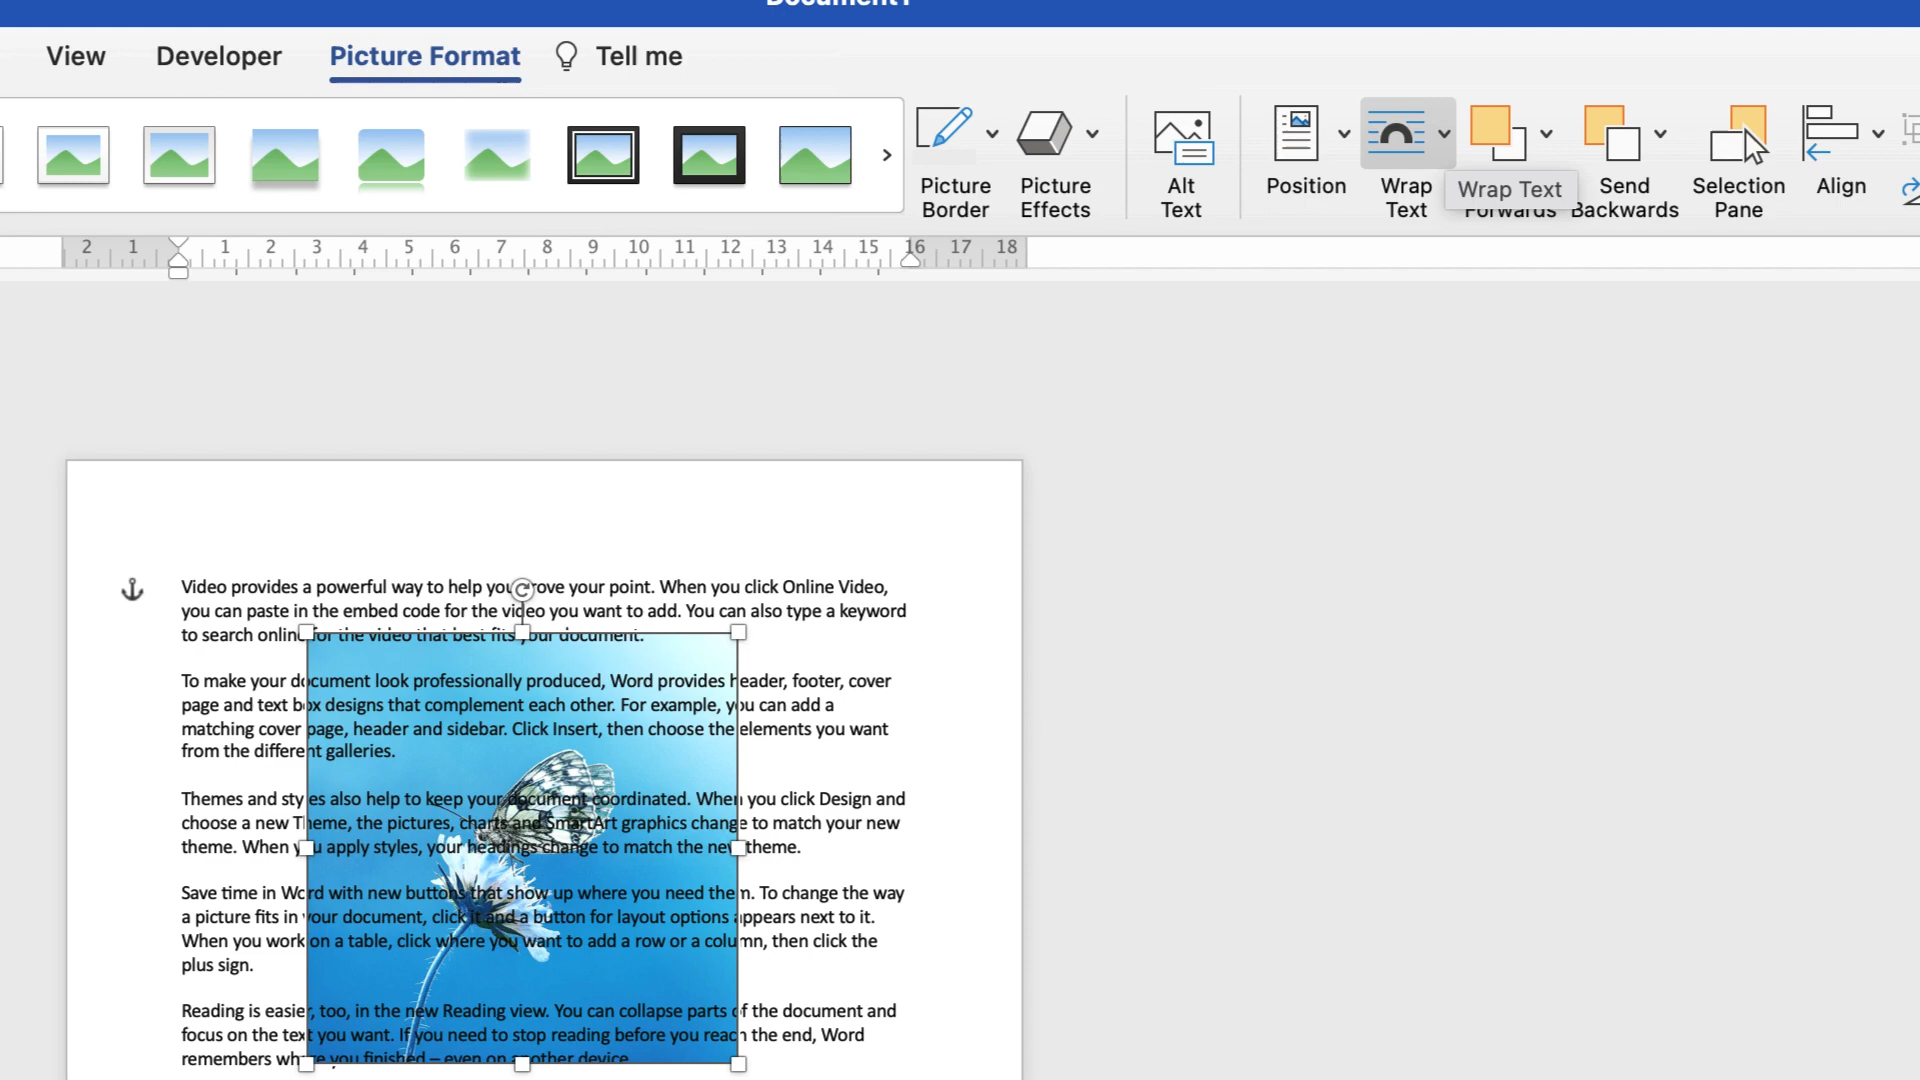 Document1
View Developer Picture Format Tell me
Picture Border
Picture Effects
Alt Text
Position
Wrap Text
Wrap Text
Forwards
Send Backwards
Selection Pane
Align
2 1 1 2 3 4 5 6 7 8 9 10 11 12 13 14 15 16 17 18
Video provides a powerful way to help you prove your point. When you click Online Video,
you can paste in the embed code for the video you want to add. You can also type a keyword
to search online for the video that best fits your document.
To make your document look professionally produced, Word provides header, footer, cover
page and text box designs that complement each other. For example, you can add a
matching cover page, header and sidebar. Click Insert, then choose the elements you want
from the different galleries.
Themes and styles also help to keep your document coordinated. When you click Design and
choose a new Theme, the pictures, charts and SmartArt graphics change to match your new
theme. When you apply styles, your headings change to match the new theme.
Save time in Word with new buttons that show up where you need them. To change the way
a picture fits in your document, click it and a button for layout options appears next to it.
When you work on a table, click where you want to add a row or a column, then click the
plus sign.
Reading is easier, too, in the new Reading view. You can collapse parts of the document and
focus on the text you want. If you need to stop reading before you reach the end, Word
remembers where you finished – even on another device.